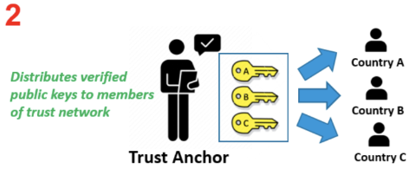 2
Distributes verified
public keys to members
of trust network
A
B
C
Trust Anchor
Country A
Country B
Country C